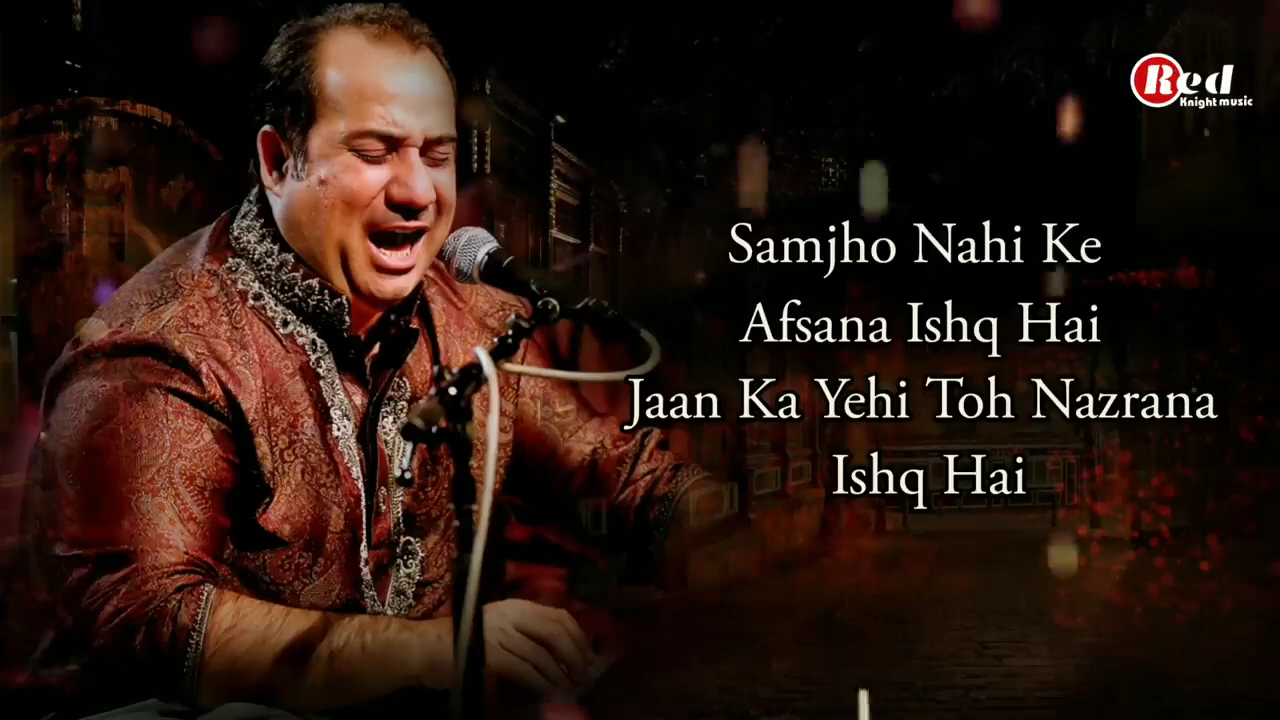 Red
Knight music
Samjho Nahi Ke
Afsana Ishq Hai
Jaan Ka Yehi Toh Nazrana
Ishq Hai